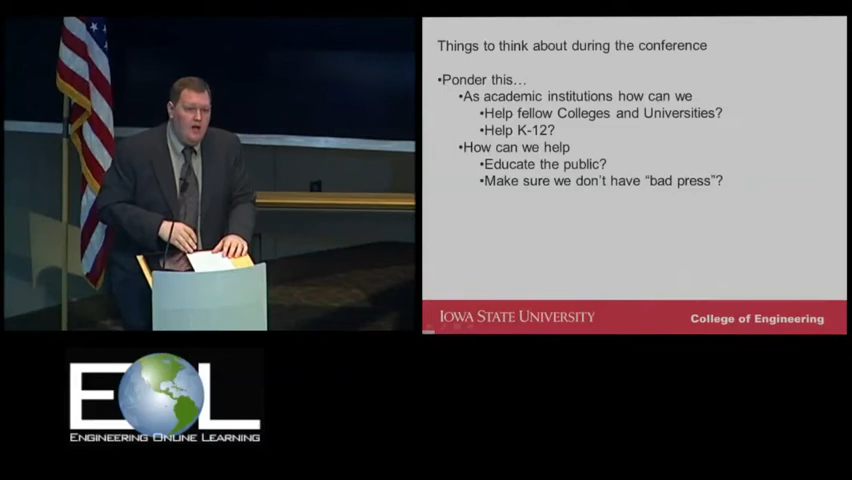 Things to think about during the conference
•Ponder this…
•As academic institutions how can we
•Help fellow Colleges and Universities?
•Help K-12?
•How can we help
•Educate the public?
•Make sure we don't have “bad press”?
IOWA STATE UNIVERSITY
College of Engineering
EOL
ENGINEERING ONLINE LEARNING